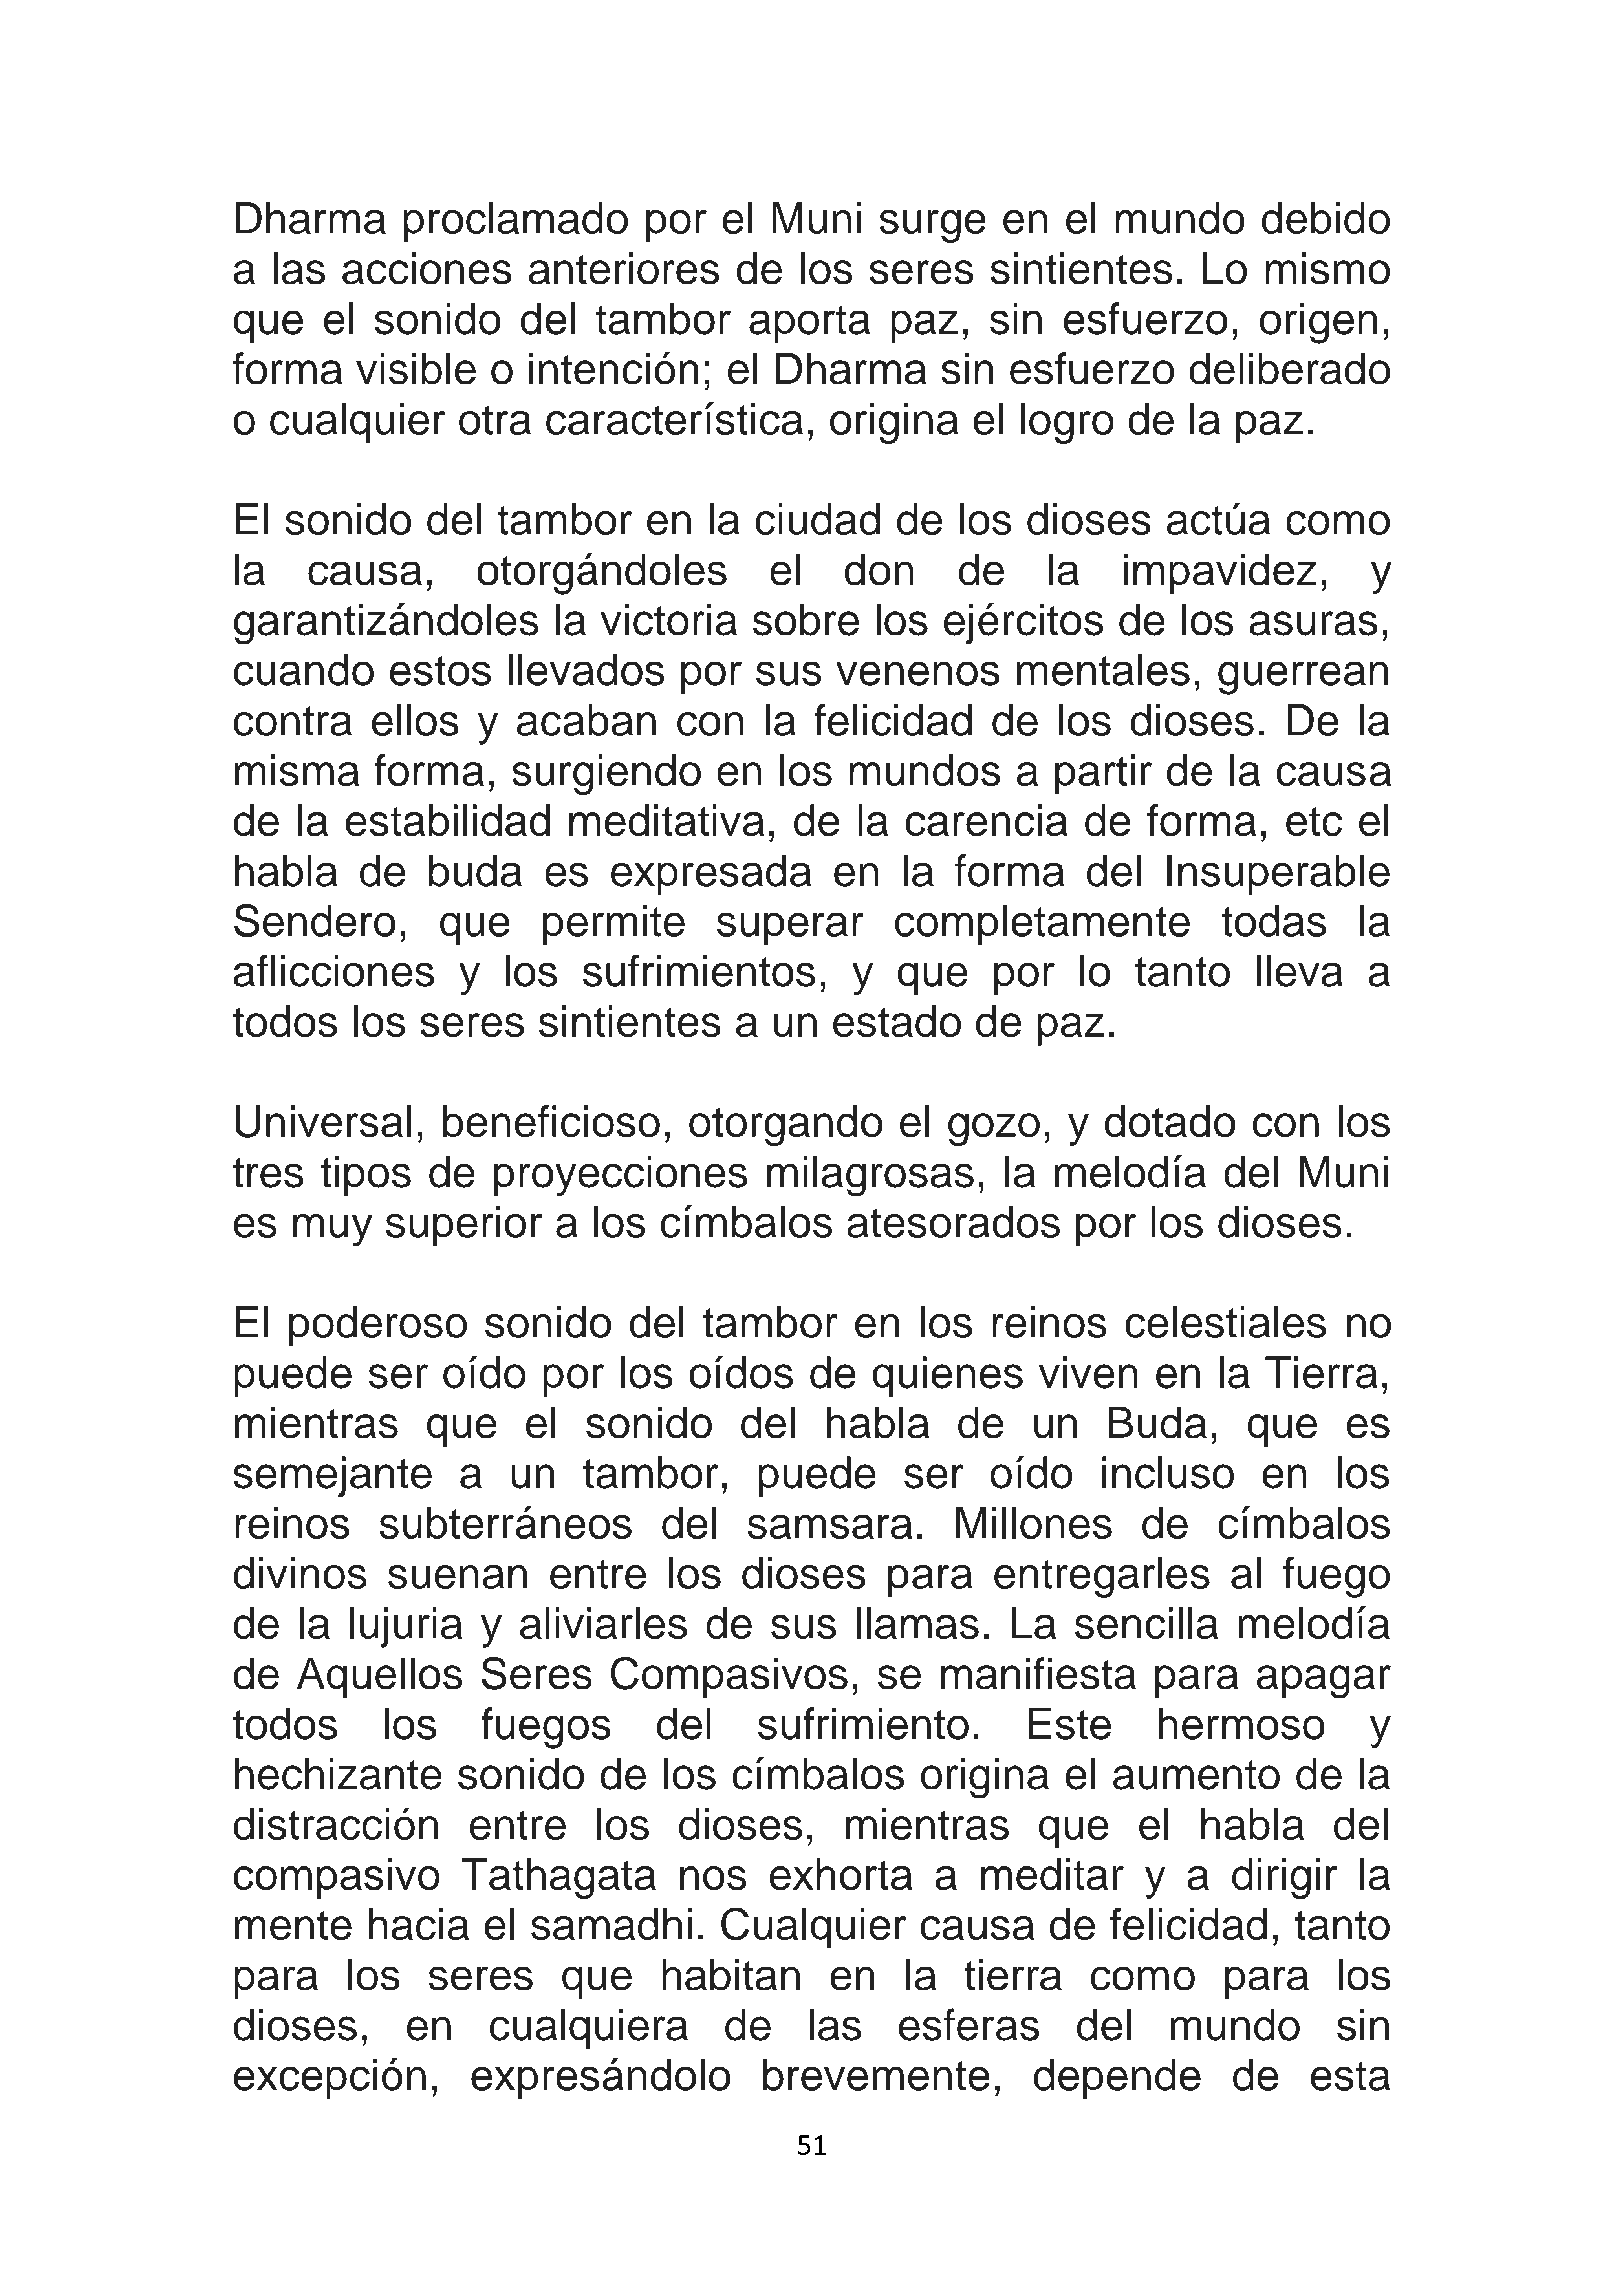 Dharma proclamado por el Muni surge en el mundo debido
a las acciones anteriores de los seres sintientes. Lo mismo
que el sonido del tambor aporta paz, sin esfuerzo, origen,
forma visible o intención; el Dharma sin esfuerzo deliberado
o cualquier otra característica, origina el logro de la paz.

El sonido del tambor en la ciudad de los dioses actúa como
la causa, otorgándoles el don de la impavidez, y
garantizándoles la victoria sobre los ejércitos de los asuras,
cuando estos llevados por sus venenos mentales, guerrean
contra ellos y acaban con la felicidad de los dioses. De la
misma forma, surgiendo en los mundos a partir de la causa
de la estabilidad meditativa, de la carencia de forma, etc el
habla de buda es expresada en la forma del Insuperable
Sendero, que permite superar completamente todas la
aflicciones y los sufrimientos, y que por lo tanto lleva a
todos los seres sintientes a un estado de paz.

Universal, beneficioso, otorgando el gozo, y dotado con los
tres tipos de proyecciones milagrosas, la melodía del Muni
es muy superior a los címbalos atesorados por los dioses.

El poderoso sonido del tambor en los reinos celestiales no
puede ser oído por los oídos de quienes viven en la Tierra,
mientras que el sonido del habla de un Buda, que es
semejante a un tambor, puede ser oído incluso en los
reinos subterráneos del samsara. Millones de címbalos
divinos suenan entre los dioses para entregarles al fuego
de la lujuria y aliviarles de sus llamas. La sencilla melodía
de Aquellos Seres Compasivos, se manifiesta para apagar
todos los fuegos del sufrimiento. Este hermoso y
hechizante sonido de los címbalos origina el aumento de la
distracción entre los dioses, mientras que el habla del
compasivo Tathagata nos exhorta a meditar y a dirigir la
mente hacia el samadhi. Cualquier causa de felicidad, tanto
para los seres que habitan en la tierra como para los
dioses, en cualquiera de las esferas del mundo sin
excepción, expresándolo brevemente, depende de esta

51